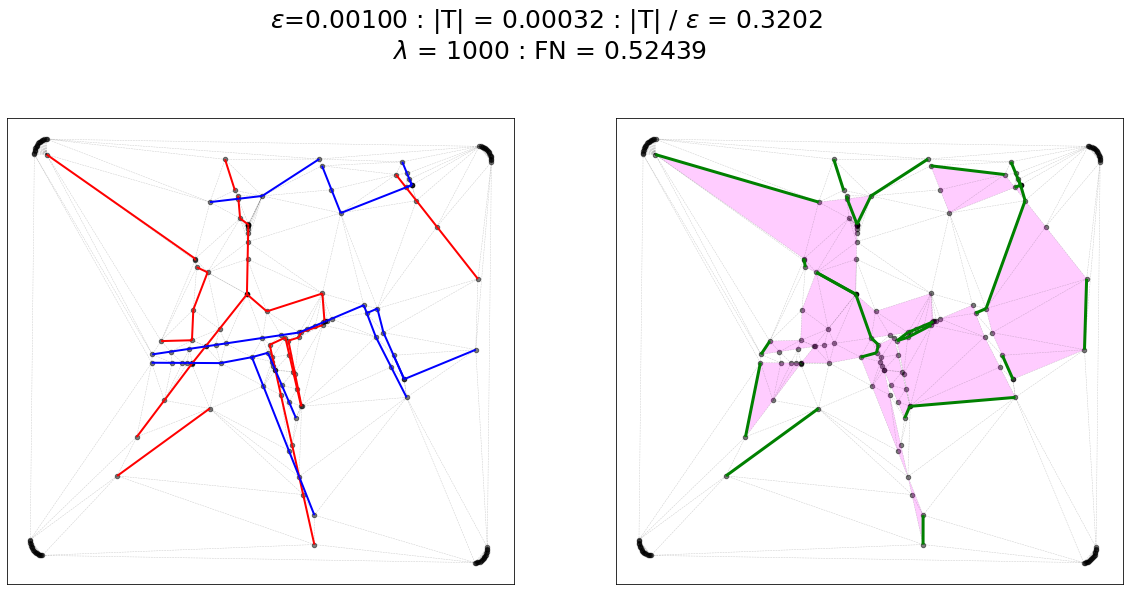 ε=0.00100 : |T| = 0.00032 : |T| / ε = 0.3202
λ = 1000 : FN = 0.52439